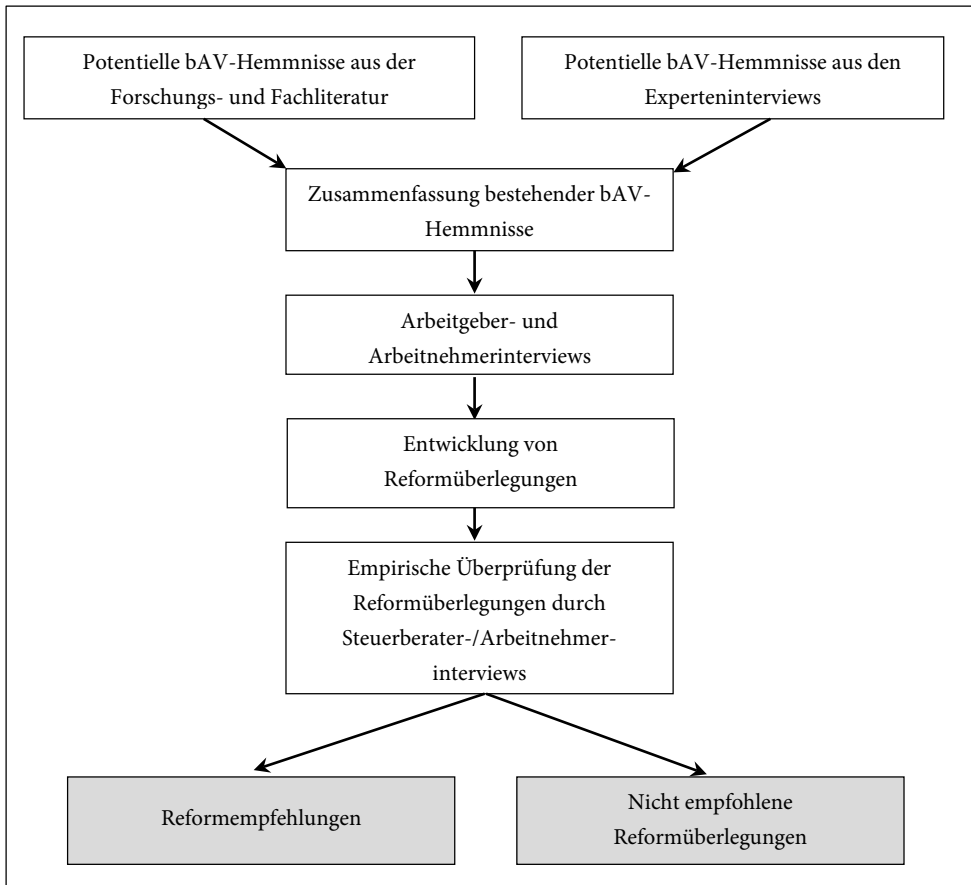 Potentielle bAV-Hemmnisse aus der
Forschungs- und Fachliteratur
Potentielle bAV-Hemmnisse aus den
Experteninterviews
Zusammenfassung bestehender bAV-
Hemmnisse
Arbeitgeber- und
Arbeitnehmerinterviews
Entwicklung von
Reformüberlegungen
Empirische Überprüfung der
Reformüberlegungen durch
Steuerberater-/Arbeitnehmer-
interviews
Reformempfehlungen
Nicht empfohlene
Reformüberlegungen